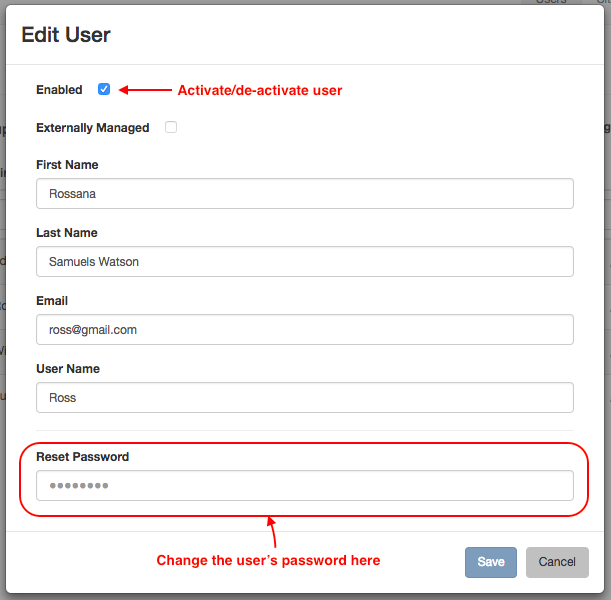 Edit User
Enabled
Activate/de-activate user
Externally Managed
First Name
Rossana
Last Name
Samuels Watson
Email
ross@gmail.com
User Name
Ross
Reset Password
••••••••
Change the user's password here
Save
Cancel